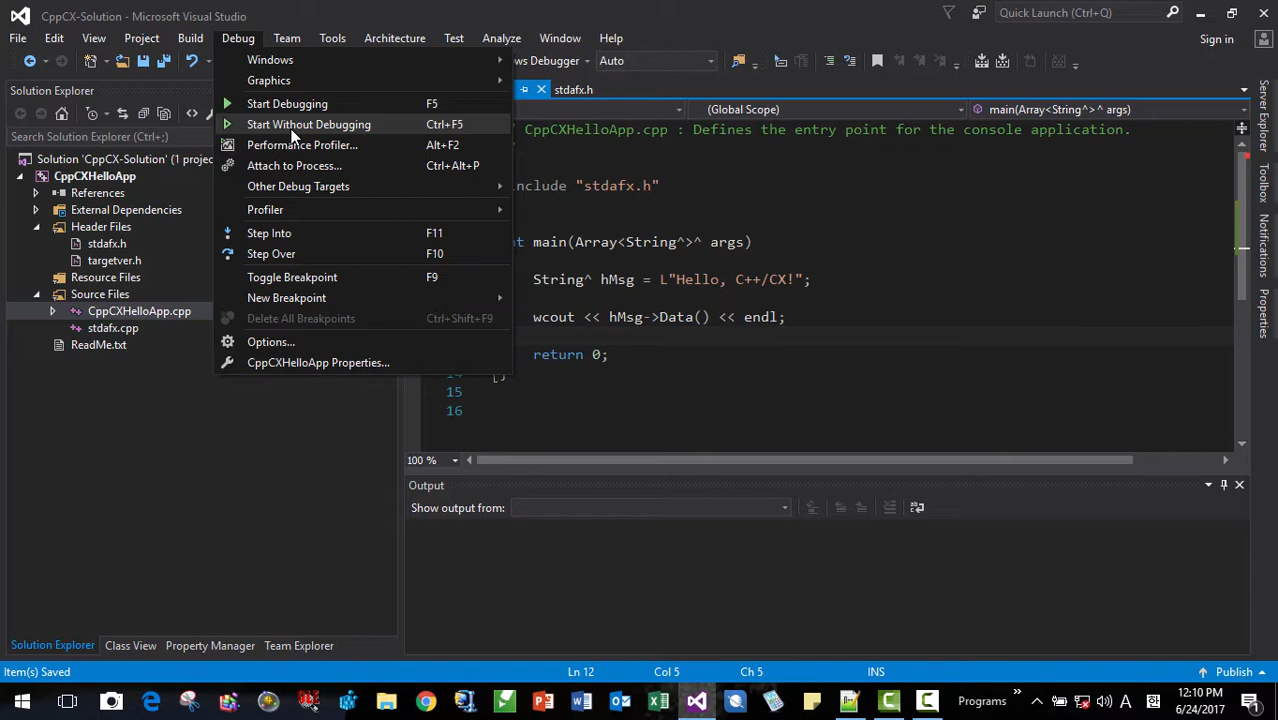 CppCX-Solution - Microsoft Visual Studio
Quick Launch (Ctrl+Q)
File Edit View Project Build Debug Team Tools Architecture Test Analyze Window Help
Sign in
Windows Debugger Auto
Windows
Graphics
Start Debugging F5
Start Without Debugging Ctrl+F5
Performance Profiler... Alt+F2
Attach to Process... Ctrl+Alt+P
Other Debug Targets
Profiler
Step Into F11
Step Over F10
Toggle Breakpoint F9
New Breakpoint
Delete All Breakpoints Ctrl+Shift+F9
Options...
CppCXHelloApp Properties...
Solution Explorer
Search Solution Explorer (Ctrl+;)
Solution 'CppCX-Solution' (1 projec
CppCXHelloApp
References
External Dependencies
Header Files
stdafx.h
targetver.h
Resource Files
Source Files
CppCXHelloApp.cpp
stdafx.cpp
ReadMe.txt
Solution Explorer Class View Property Manager Team Explorer
stdafx.h
(Global Scope) main(Array<String^>^ args)
CppCXHelloApp.cpp : Defines the entry point for the console application.
include "stdafx.h"
nt main(Array<String^>^ args)
String^ hMsg = L"Hello, C++/CX!";
wcout << hMsg->Data() << endl;
return 0;
14 }
15
16
100 %
Output
Show output from:
Server Explorer
Toolbox
Notifications
Properties
Item(s) Saved Ln 12 Col 5 Ch 5 INS Publish
Programs A 한 12:10 PM
6/24/2017